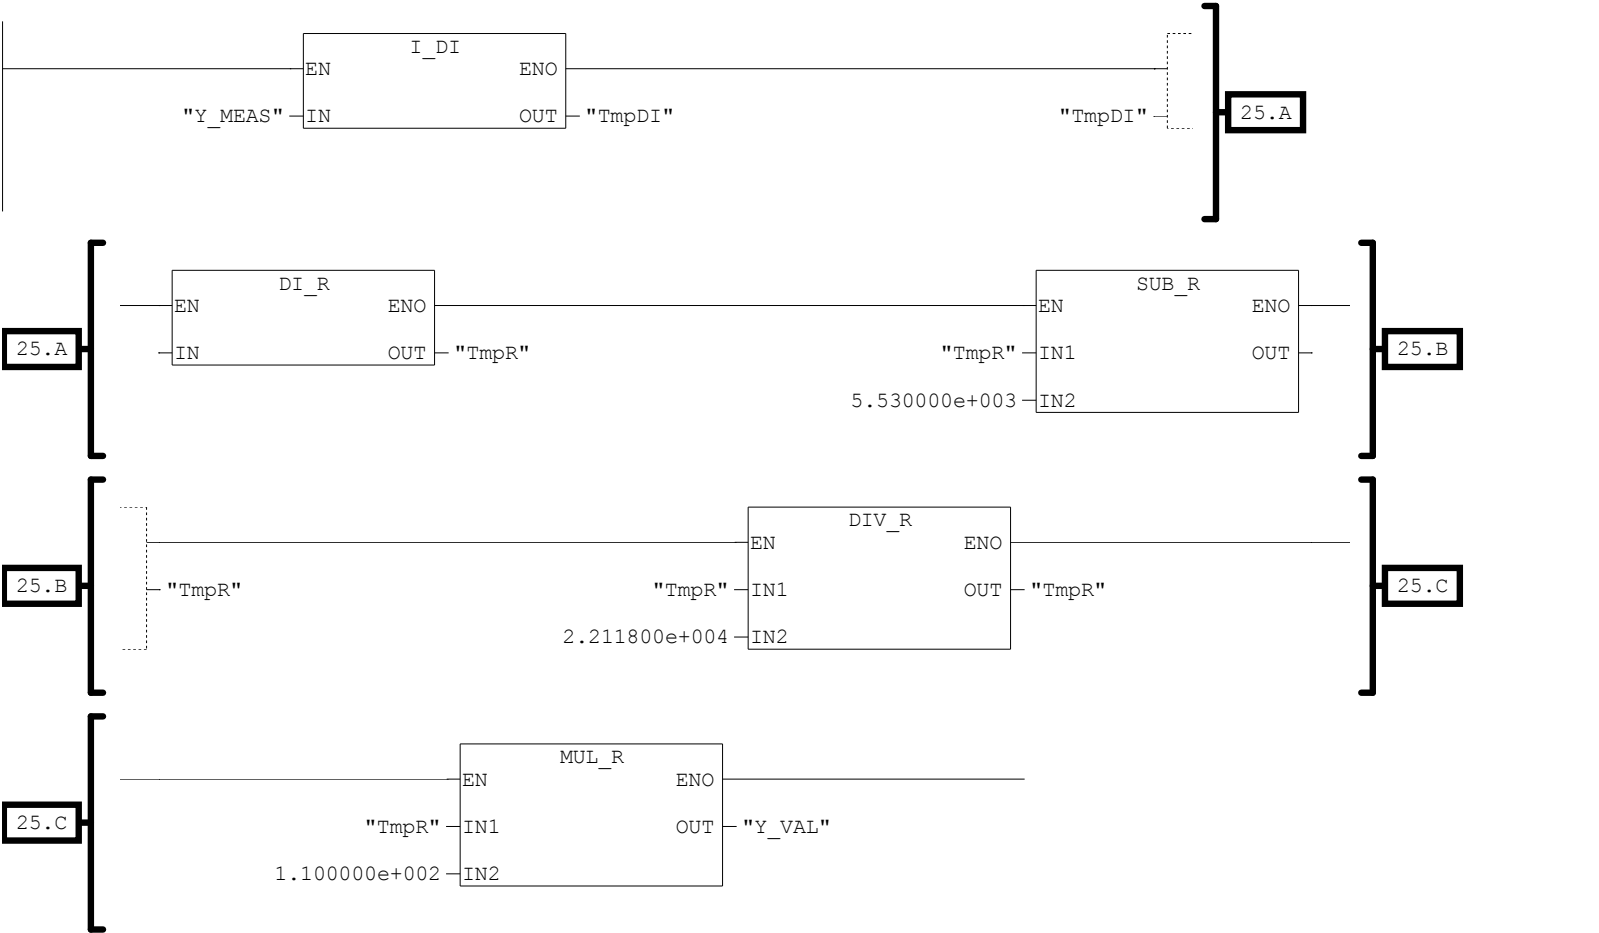 I_DI
EN ENO
"Y_MEAS" IN OUT "TmpDI" "TmpDI" 25.A
DI_R SUB_R
EN ENO EN ENO
25.A IN OUT "TmpR" "TmpR" IN1 OUT 25.B
5.530000e+003 IN2
DIV_R
EN ENO
25.B "TmpR" "TmpR" IN1 OUT "TmpR" 25.C
2.211800e+004 IN2
MUL_R
EN ENO
25.C "TmpR" IN1 OUT "Y_VAL"
1.100000e+002 IN2